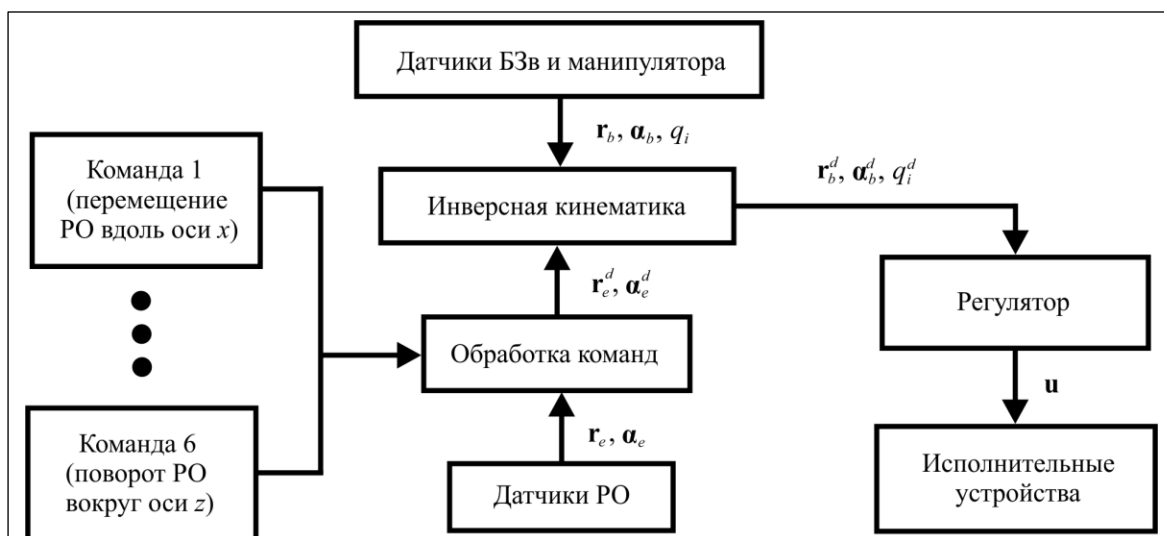 Датчики БЗв и манипулятора
𝐫_b, 𝛂_b, q_i
Команда 1
(перемещение
РО вдоль оси x)
Инверсная кинематика
𝐫_b^d, 𝛂_b^d, q_i^d
𝐫_e^d, 𝛂_e^d
Регулятор
Обработка команд
𝐮
𝐫_e, 𝛂_e
Команда 6
(поворот РО
вокруг оси z)
Датчики РО
Исполнительные
устройства